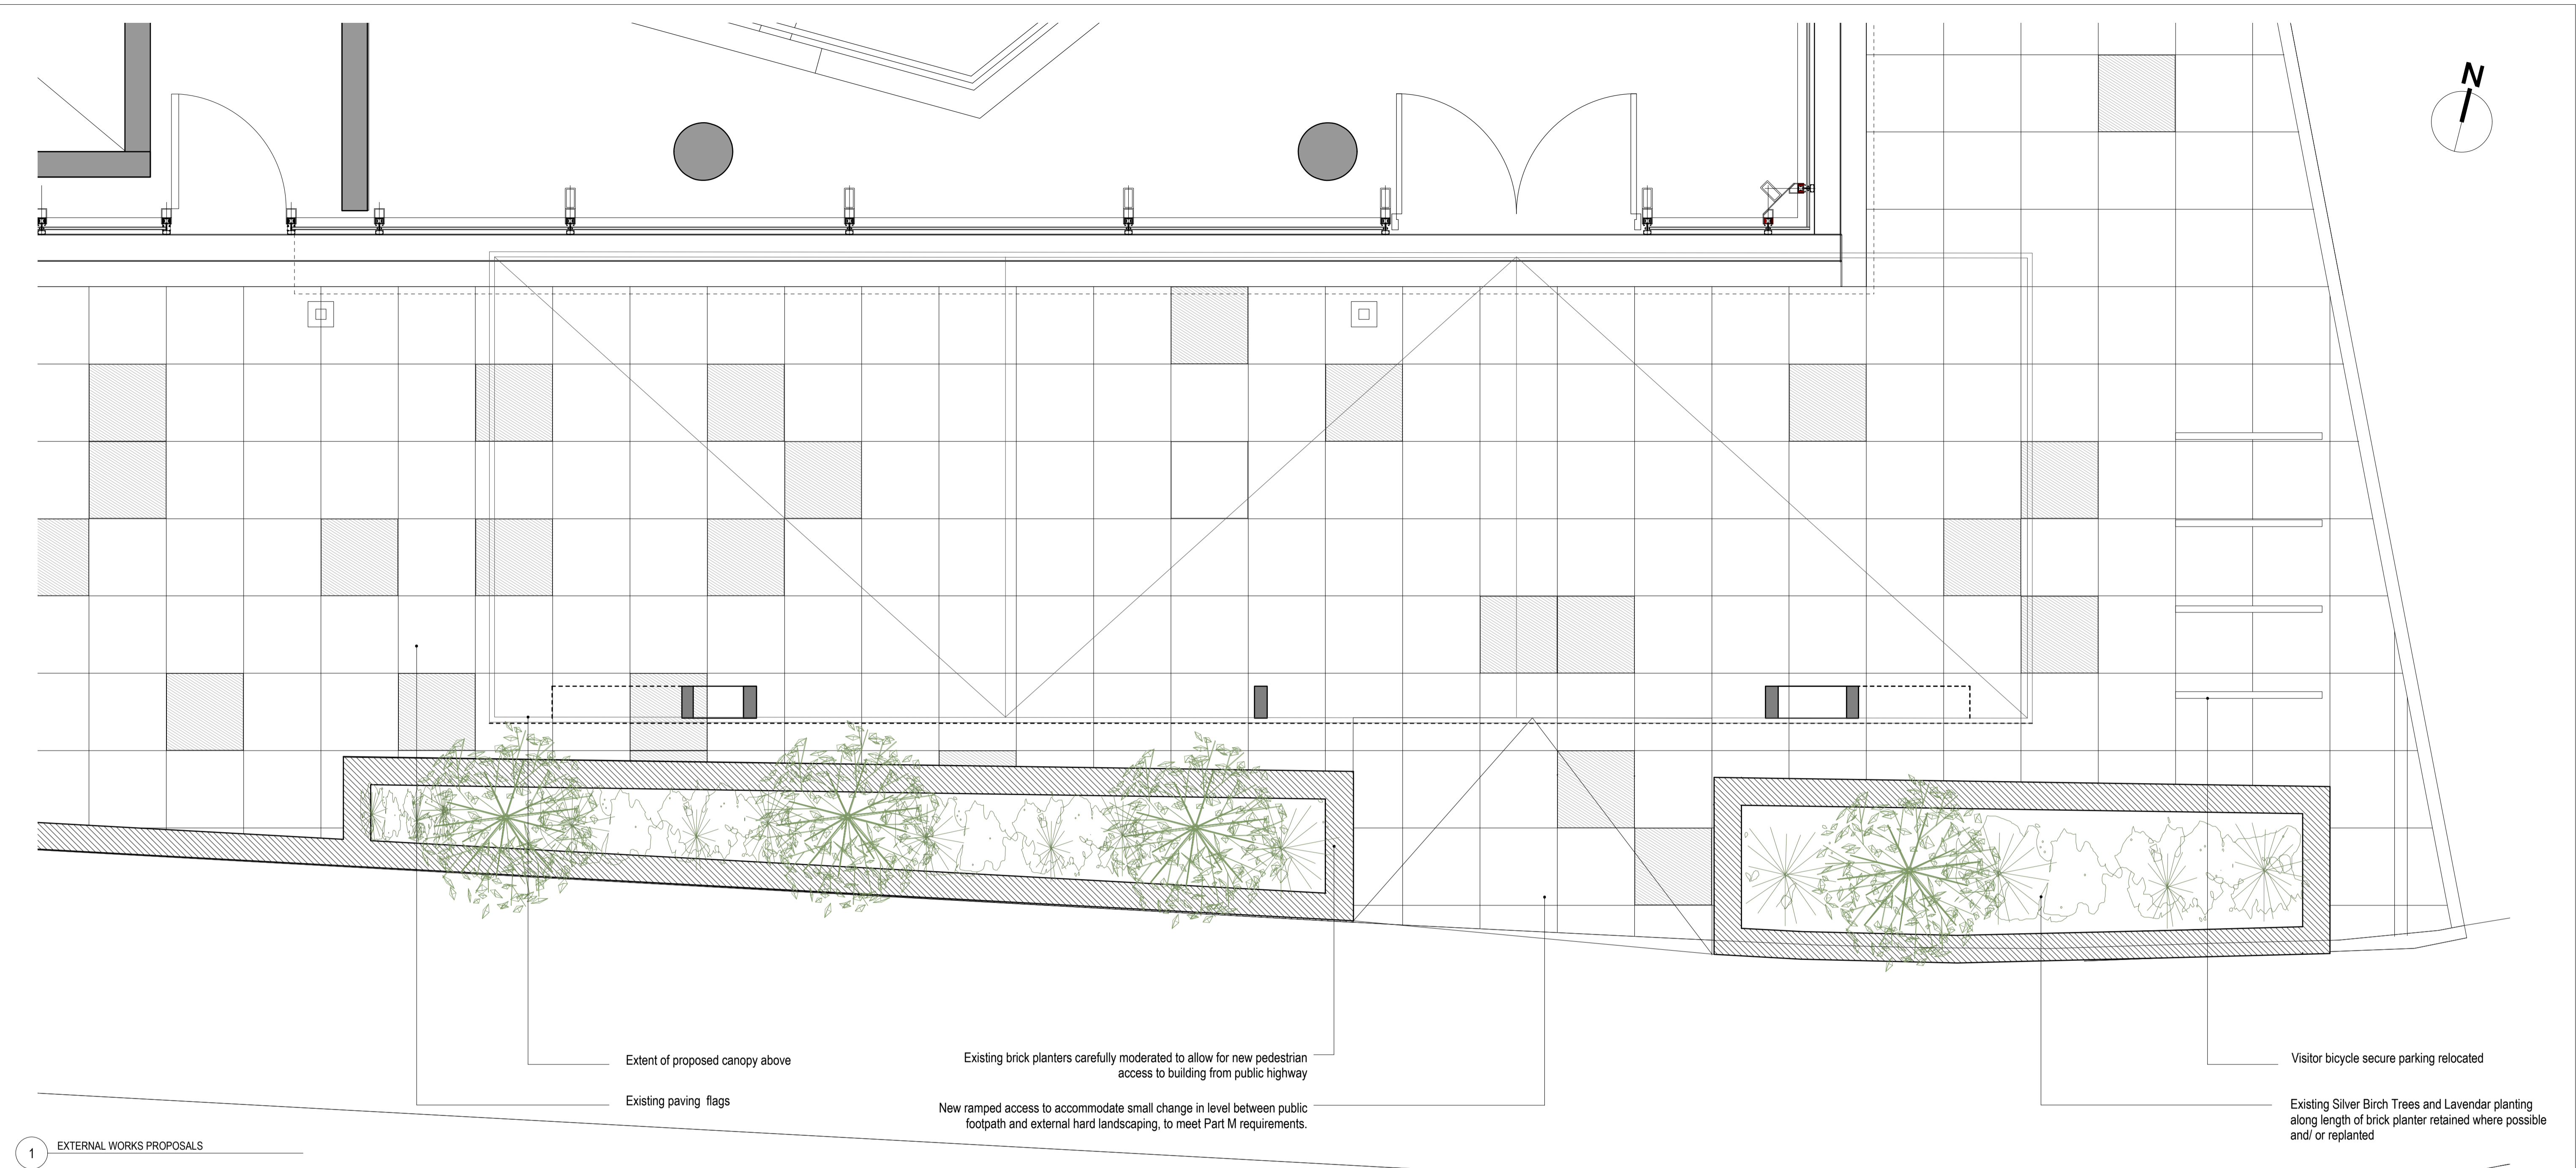 N
Extent of proposed canopy above
Existing paving flags
Existing brick planters carefully moderated to allow for new pedestrian
access to building from public highway
New ramped access to accommodate small change in level between public
footpath and external hard landscaping, to meet Part M requirements.
Visitor bicycle secure parking relocated
Existing Silver Birch Trees and Lavendar planting
along length of brick planter retained where possible
and/ or replanted
1 EXTERNAL WORKS PROPOSALS